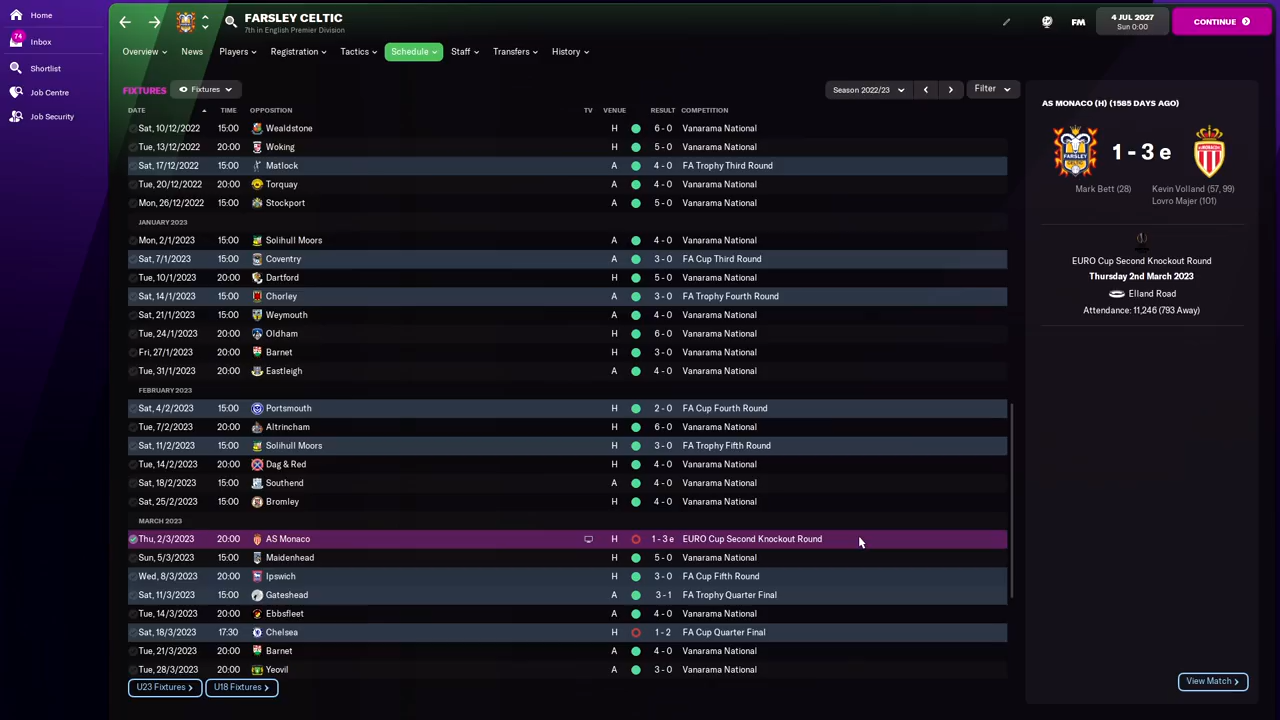 Home
74
Inbox
Shortlist
Job Centre
Job Security
FARSLEY CELTIC
7th in English Premier Division
FM
4 JUL 2027
Sun 0:00
CONTINUE
Overview
News
Players
Registration
Tactics
Schedule
Staff
Transfers
History
FIXTURES
Fixtures
Season 2022/23
Filter
DATE TIME OPPOSITION TV VENUE RESULT COMPETITION
Sat, 10/12/2022 15:00 Wealdstone H 6 - 0 Vanarama National
Tue, 13/12/2022 20:00 Woking H 5 - 0 Vanarama National
Sat, 17/12/2022 15:00 Matlock A 4 - 0 FA Trophy Third Round
Tue, 20/12/2022 20:00 Torquay A 4 - 0 Vanarama National
Mon, 26/12/2022 15:00 Stockport A 5 - 0 Vanarama National
JANUARY 2023
Mon, 2/1/2023 15:00 Solihull Moors A 4 - 0 Vanarama National
Sat, 7/1/2023 15:00 Coventry A 3 - 0 FA Cup Third Round
Tue, 10/1/2023 20:00 Dartford H 5 - 0 Vanarama National
Sat, 14/1/2023 15:00 Chorley A 3 - 0 FA Trophy Fourth Round
Sat, 21/1/2023 15:00 Weymouth A 4 - 0 Vanarama National
Tue, 24/1/2023 20:00 Oldham H 6 - 0 Vanarama National
Fri, 27/1/2023 20:00 Barnet H 3 - 0 Vanarama National
Tue, 31/1/2023 20:00 Eastleigh A 4 - 0 Vanarama National
FEBRUARY 2023
Sat, 4/2/2023 15:00 Portsmouth H 2 - 0 FA Cup Fourth Round
Tue, 7/2/2023 20:00 Altrincham H 6 - 0 Vanarama National
Sat, 11/2/2023 15:00 Solihull Moors H 3 - 0 FA Trophy Fifth Round
Tue, 14/2/2023 20:00 Dag & Red H 4 - 0 Vanarama National
Sat, 18/2/2023 15:00 Southend A 4 - 0 Vanarama National
Sat, 25/2/2023 15:00 Bromley H 4 - 0 Vanarama National
MARCH 2023
Thu, 2/3/2023 20:00 AS Monaco H 1 - 3 e EURO Cup Second Knockout Round
Sun, 5/3/2023 15:00 Maidenhead H 5 - 0 Vanarama National
Wed, 8/3/2023 20:00 Ipswich H 3 - 0 FA Cup Fifth Round
Sat, 11/3/2023 15:00 Gateshead A 3 - 1 FA Trophy Quarter Final
Tue, 14/3/2023 20:00 Ebbsfleet A 4 - 0 Vanarama National
Sat, 18/3/2023 17:30 Chelsea H 1 - 2 FA Cup Quarter Final
Tue, 21/3/2023 20:00 Barnet A 4 - 0 Vanarama National
Tue, 28/3/2023 20:00 Yeovil A 3 - 0 Vanarama National
U23 Fixtures
U18 Fixtures
AS MONACO (H) (1585 DAYS AGO)
FARSLEY
1 - 3 e
Mark Bett (28)
Kevin Volland (57, 99)
Lovro Majer (101)
EURO Cup Second Knockout Round
Thursday 2nd March 2023
Elland Road
Attendance: 11,246 (793 Away)
View Match